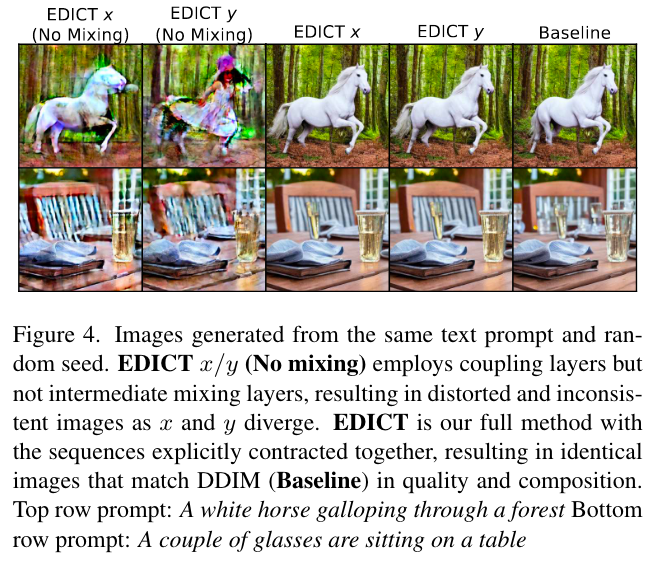 EDICT x
(No Mixing)
EDICT y
(No Mixing)
EDICT x
EDICT y
Baseline
Figure 4. Images generated from the same text prompt and ran-
dom seed. EDICT x/y (No mixing) employs coupling layers but
not intermediate mixing layers, resulting in distorted and inconsis-
tent images as x and y diverge. EDICT is our full method with
the sequences explicitly contracted together, resulting in identical
images that match DDIM (Baseline) in quality and composition.
Top row prompt: A white horse galloping through a forest Bottom
row prompt: A couple of glasses are sitting on a table